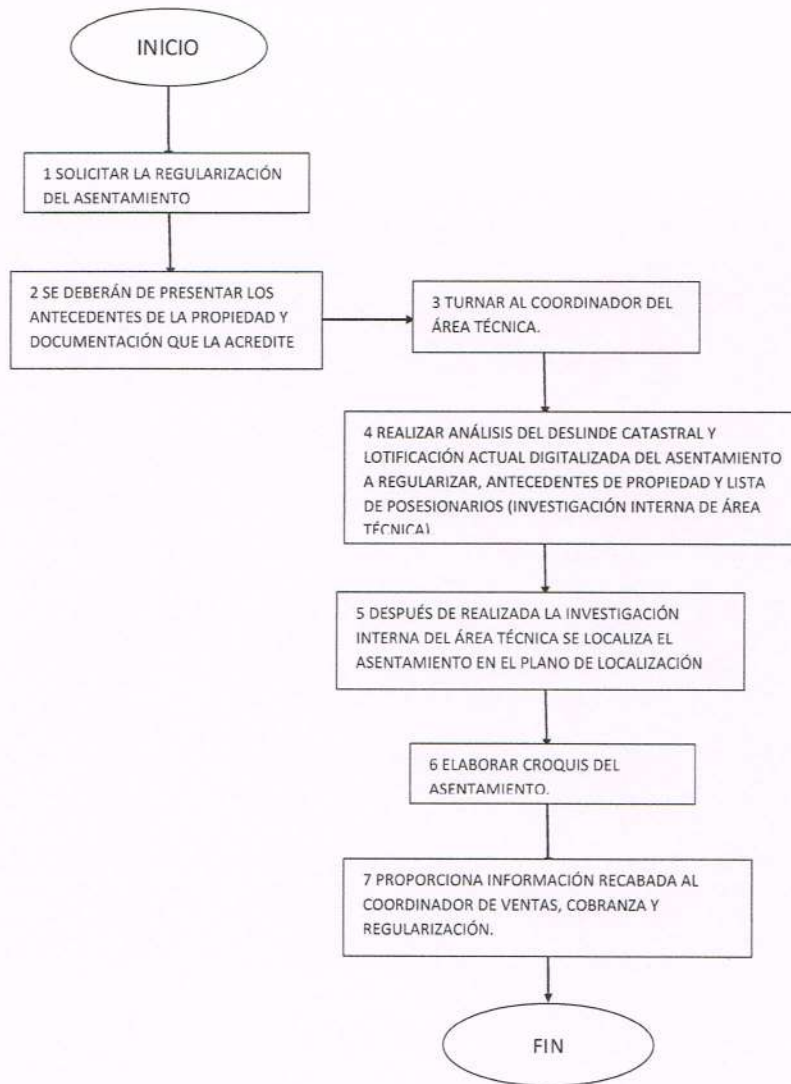 INICIO
1 SOLICITAR LA REGULARIZACIÓN
DEL ASENTAMIENTO
2 SE DEBERÁN DE PRESENTAR LOS
ANTECEDENTES DE LA PROPIEDAD Y
DOCUMENTACIÓN QUE LA ACREDITE
3 TURNAR AL COORDINADOR DEL
ÁREA TÉCNICA.
4 REALIZAR ANÁLISIS DEL DESLINDE CATASTRAL Y
LOTIFICACIÓN ACTUAL DIGITALIZADA DEL ASENTAMIENTO
A REGULARIZAR, ANTECEDENTES DE PROPIEDAD Y LISTA
DE POSESIONARIOS (INVESTIGACIÓN INTERNA DE ÁREA
TÉCNICA)
5 DESPUÉS DE REALIZADA LA INVESTIGACIÓN
INTERNA DEL ÁREA TÉCNICA SE LOCALIZA EL
ASENTAMIENTO EN EL PLANO DE LOCALIZACIÓN
6 ELABORAR CROQUIS DEL
ASENTAMIENTO.
7 PROPORCIONA INFORMACIÓN RECABADA AL
COORDINADOR DE VENTAS, COBRANZA Y
REGULARIZACIÓN.
FIN